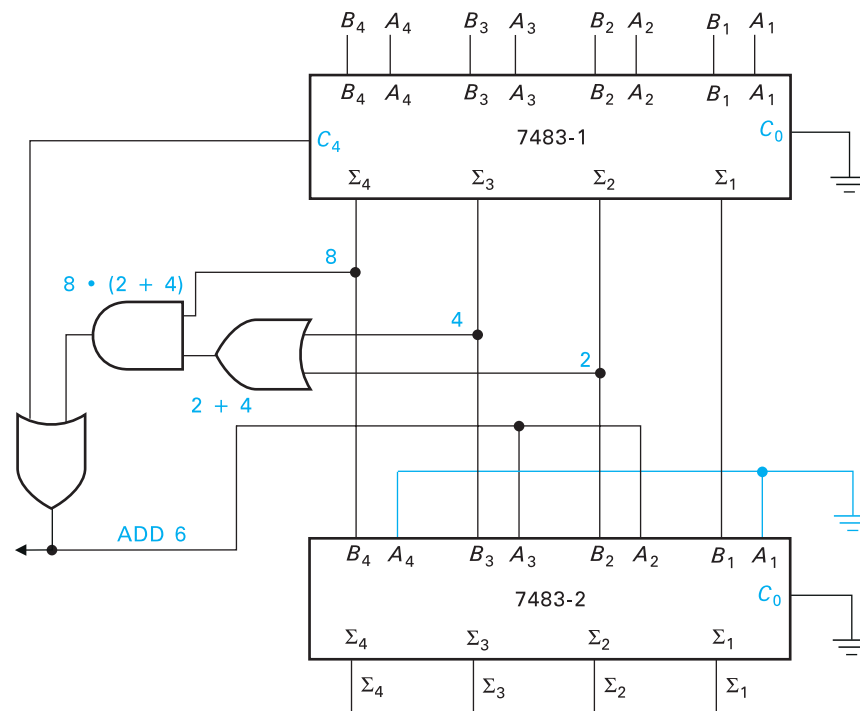 B₄ A₄ B₃ A₃ B₂ A₂ B₁ A₁
B₄ A₄ B₃ A₃ B₂ A₂ B₁ A₁
C₄ 7483-1 C₀
Σ₄ Σ₃ Σ₂ Σ₁
8
8 • (2 + 4)
4
2
2 + 4
ADD 6
B₄ A₄ B₃ A₃ B₂ A₂ B₁ A₁
7483-2 C₀
Σ₄ Σ₃ Σ₂ Σ₁
Σ₄ Σ₃ Σ₂ Σ₁